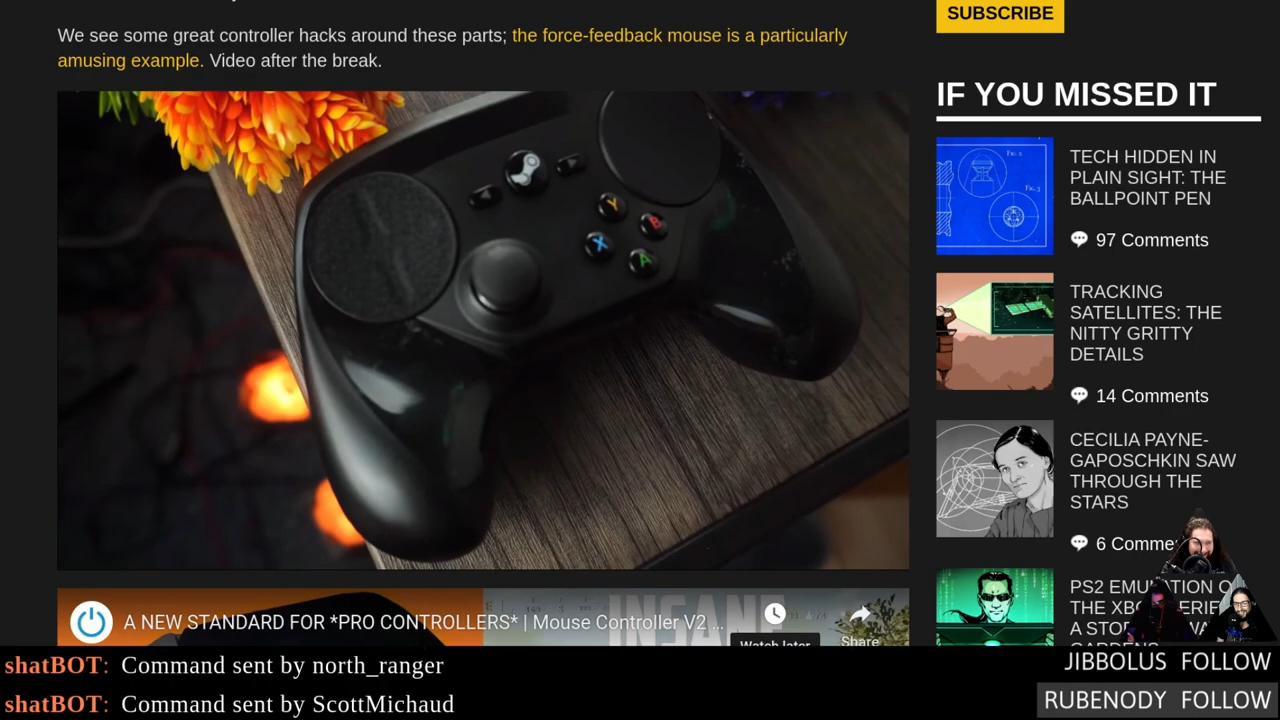 We see some great controller hacks around these parts; the force-feedback mouse is a particularly
amusing example. Video after the break.
SUBSCRIBE
IF YOU MISSED IT
TECH HIDDEN IN
PLAIN SIGHT: THE
BALLPOINT PEN
97 Comments
TRACKING
SATELLITES: THE
NITTY GRITTY
DETAILS
14 Comments
CECILIA PAYNE-
GAPOSCHKIN SAW
THROUGH THE
STARS
6 Comme
PS2 EMULATION O
THE XBO
A STO
Y
B
X
A
A NEW STANDARD FOR *PRO CONTROLLERS* | Mouse Controller V2 ...
INSANE
Watch later
Share
shatBOT: Command sent by north_ranger
shatBOT: Command sent by ScottMichaud
JIBBOLUS FOLLOW
RUBENODY FOLLOW